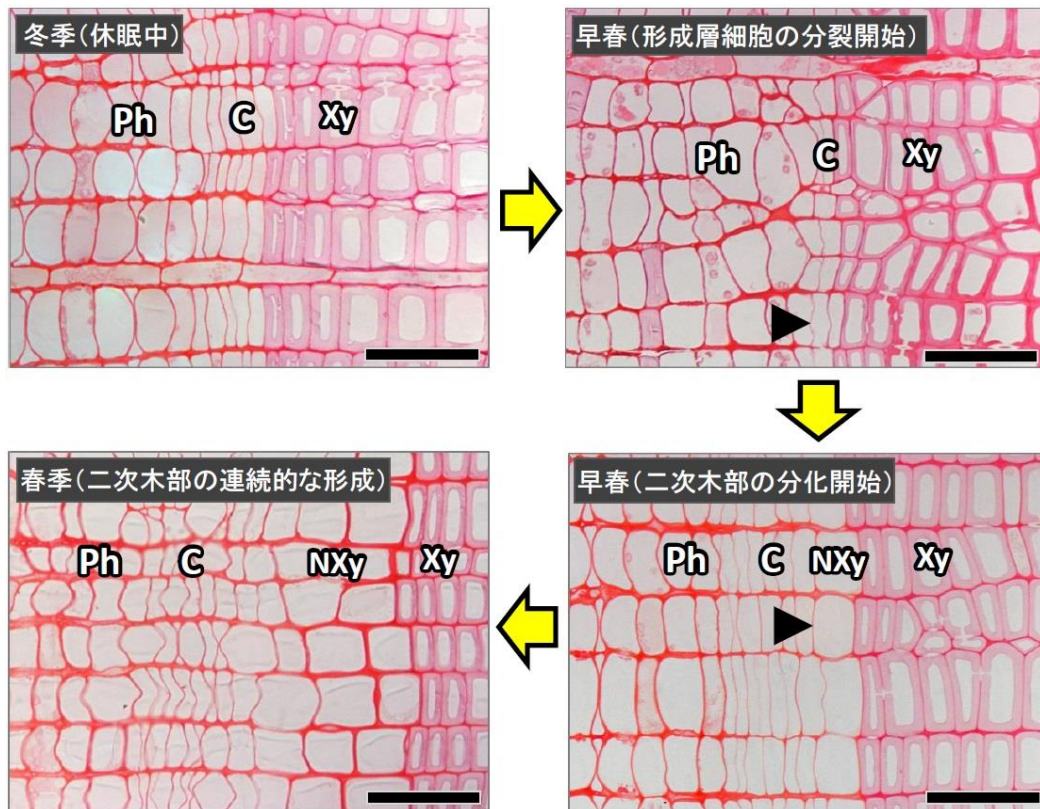 冬季(休眠中)
Ph C Xy
早春(形成層細胞の分裂開始)
Ph C Xy
早春(二次木部の分化開始)
Ph C NXy Xy
春季(二次木部の連続的な形成)
Ph C NXy Xy